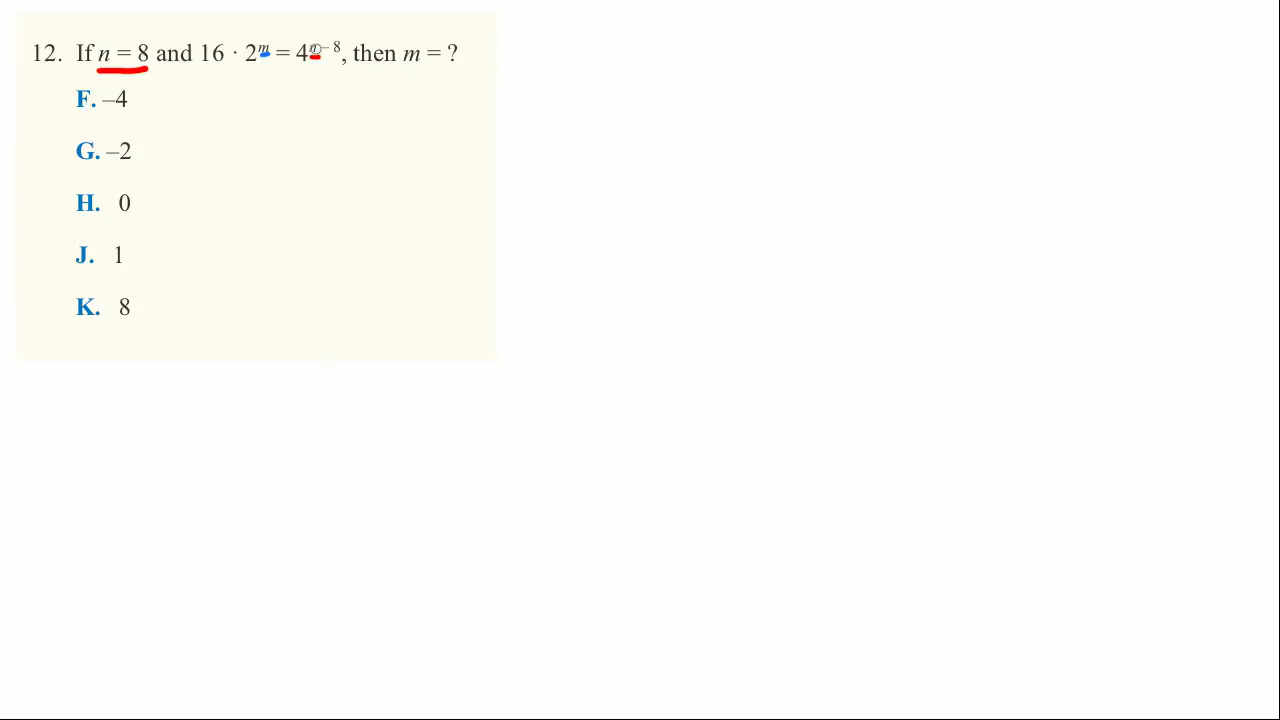 12. If n = 8 and 16 · 2^m = 4^(n – 8), then m = ?
F. –4
G. –2
H. 0
J. 1
K. 8